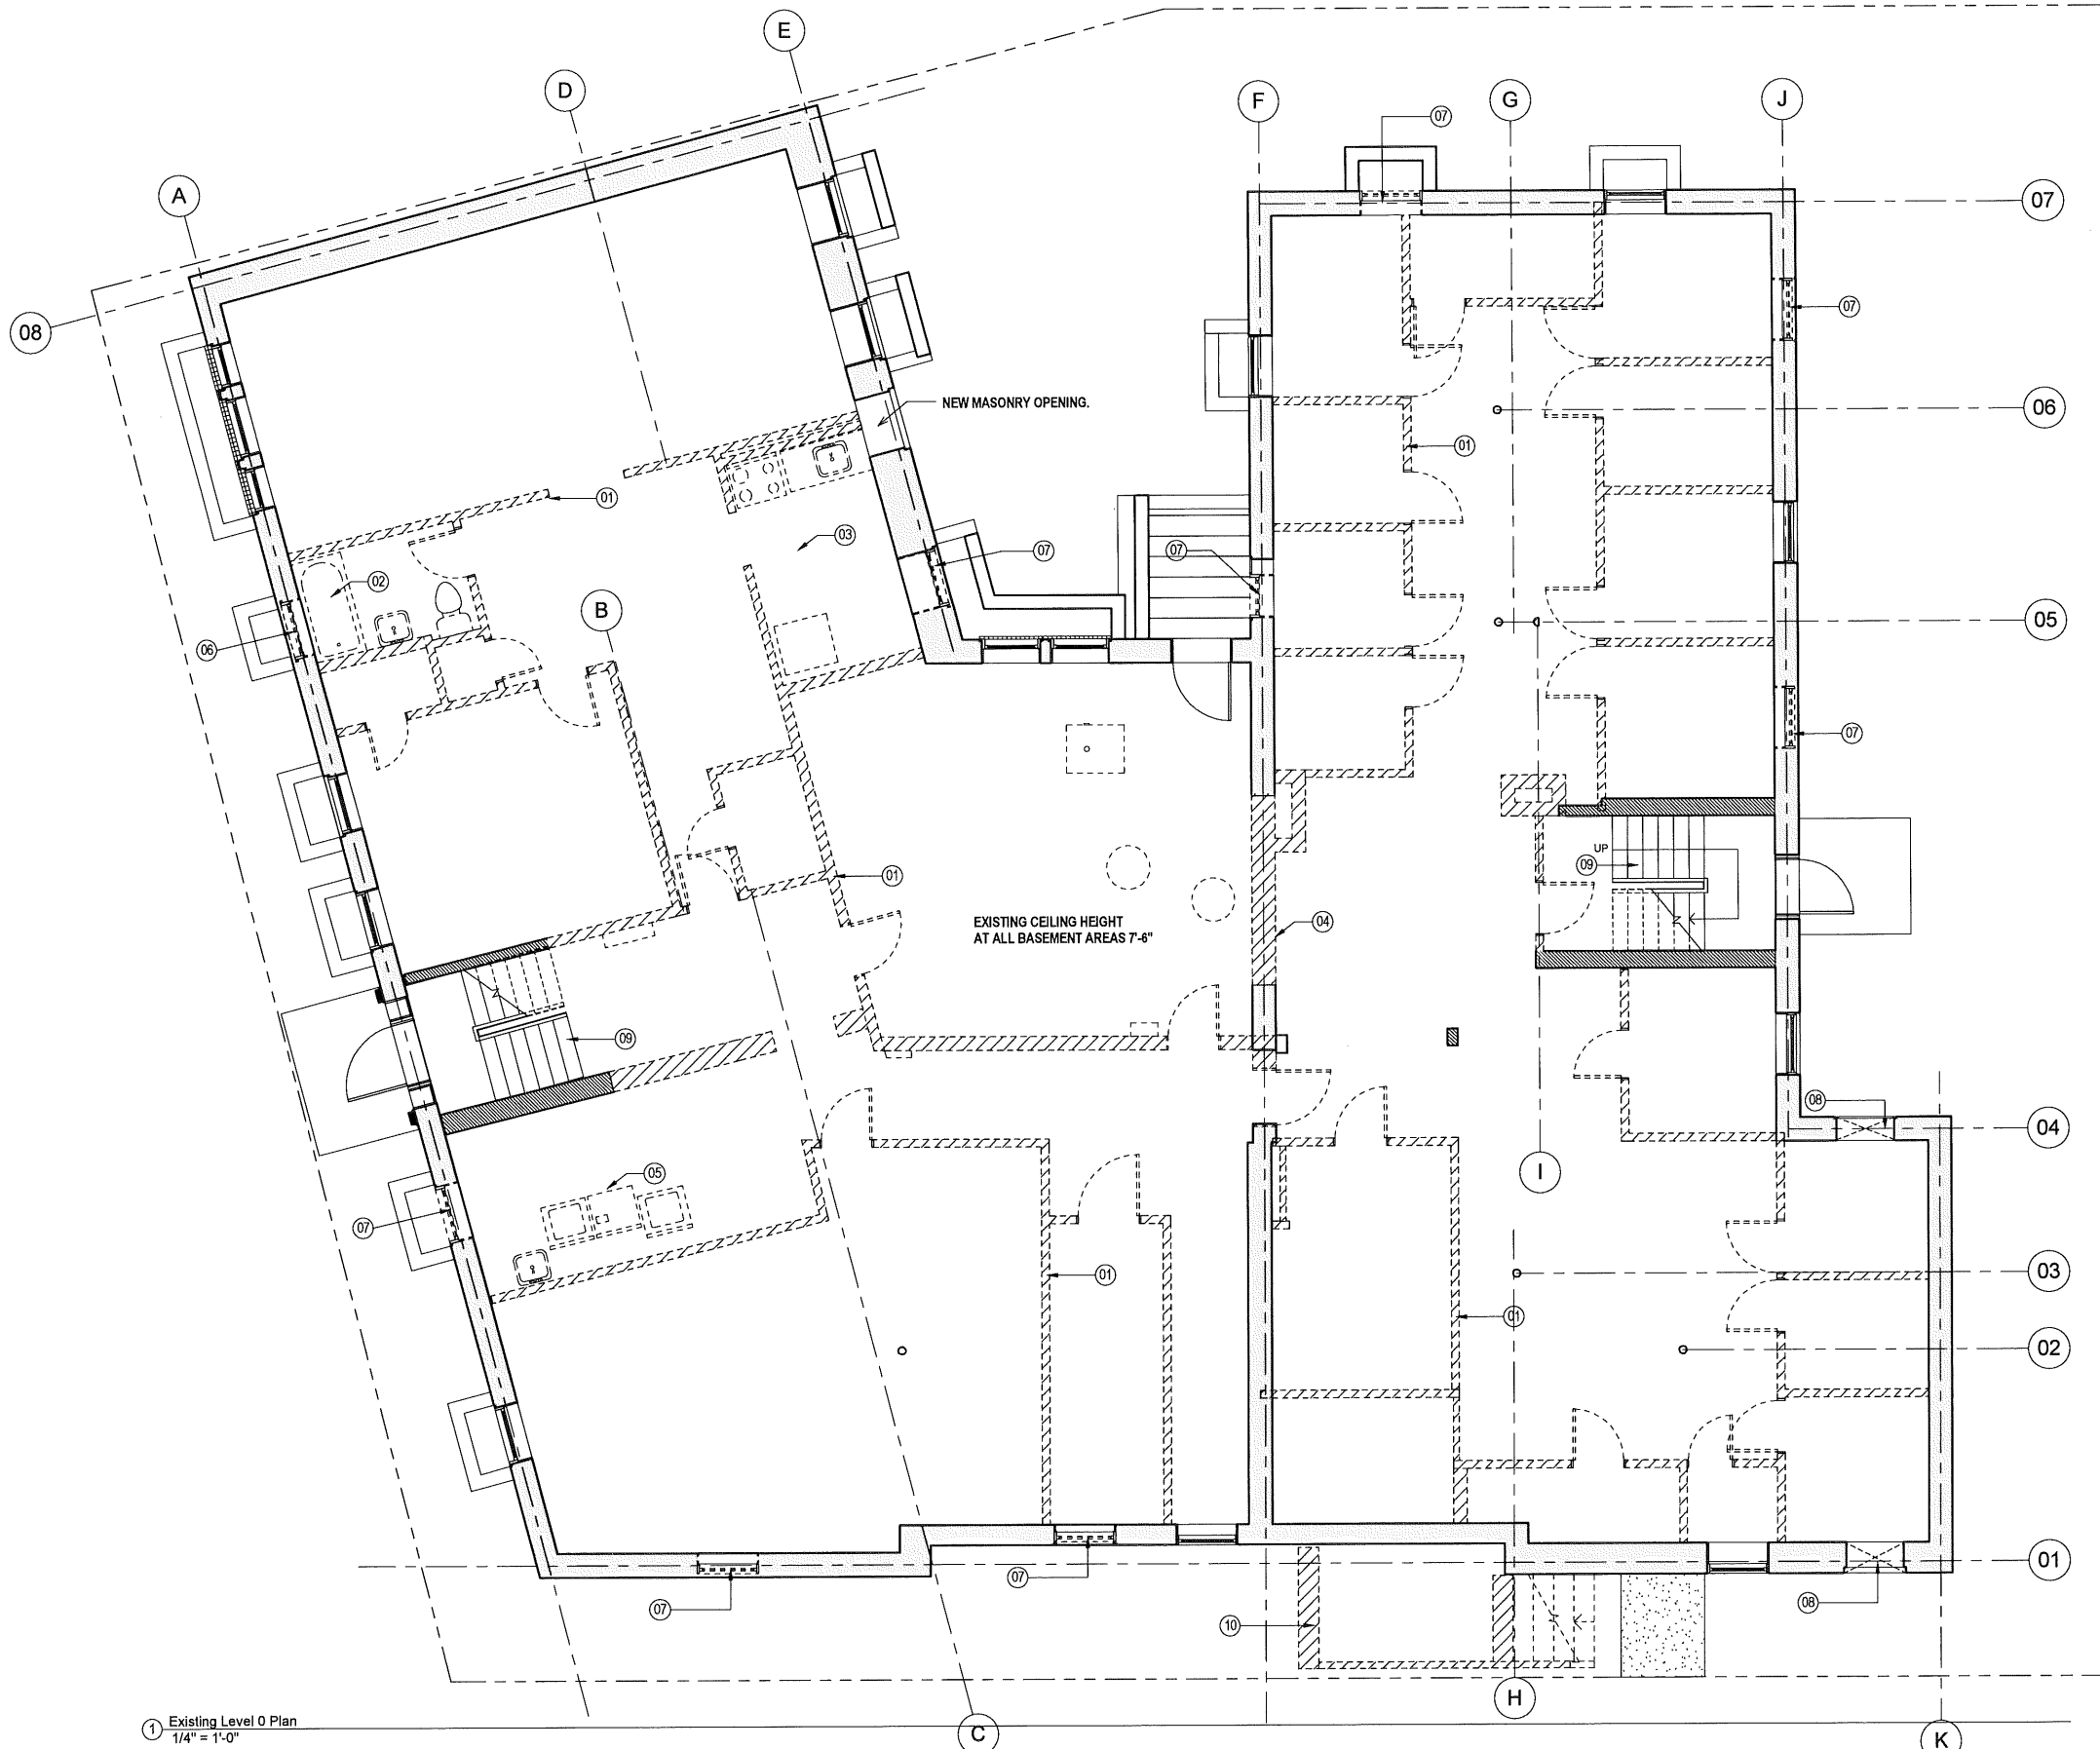 E
D
F
G
J
07
A
07
08
07
NEW MASONRY OPENING.
06
01
01
03
07
07
02
B
05
06
07
UP
09
01
EXISTING CEILING HEIGHT
AT ALL BASEMENT AREAS 7'-6"
04
09
08
04
I
05
07
01
03
01
02
01
07
08
07
10
H
Existing Level 0 Plan
1
1/4" = 1'-0"
C
K